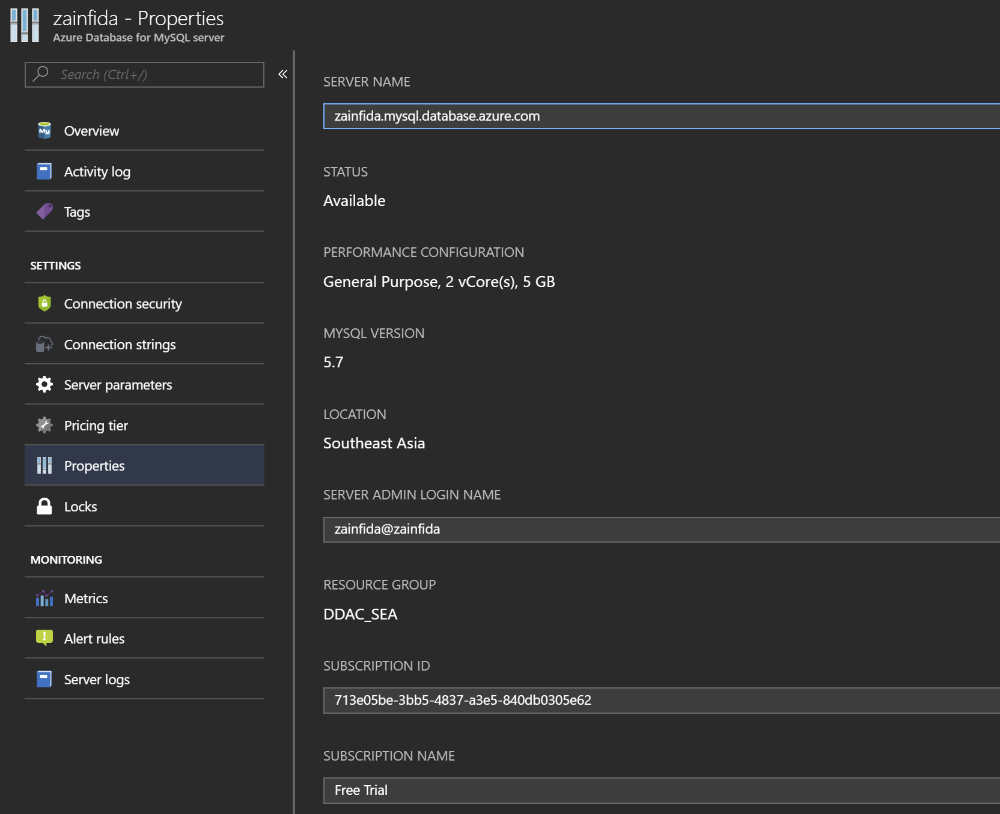 zainfida - Properties
Azure Database for MySQL server
Search (Ctrl+/)
«
My
Overview
Activity log
Tags
SETTINGS
Connection security
Connection strings
Server parameters
Pricing tier
Properties
Locks
MONITORING
Metrics
Alert rules
Server logs
SERVER NAME
zainfida.mysql.database.azure.com
STATUS
Available
PERFORMANCE CONFIGURATION
General Purpose, 2 vCore(s), 5 GB
MYSQL VERSION
5.7
LOCATION
Southeast Asia
SERVER ADMIN LOGIN NAME
zainfida@zainfida
RESOURCE GROUP
DDAC_SEA
SUBSCRIPTION ID
713e05be-3bb5-4837-a3e5-840db0305e62
SUBSCRIPTION NAME
Free Trial